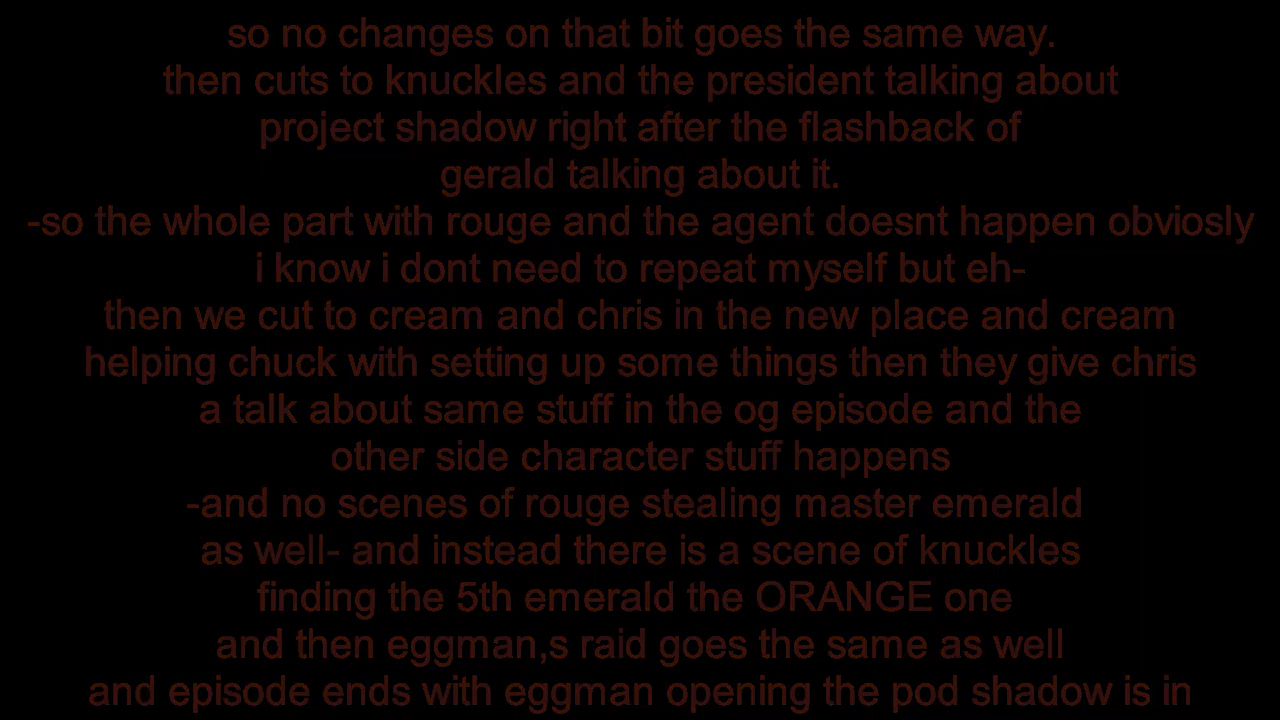 so no changes on that bit goes the same way.
then cuts to knuckles and the president talking about
project shadow right after the flashback of
gerald talking about it.
-so the whole part with rouge and the agent doesnt happen obviosly
i know i dont need to repeat myself but eh-
then we cut to cream and chris in the new place and cream
helping chuck with setting up some things then they give chris
a talk about same stuff in the og episode and the
other side character stuff happens
-and no scenes of rouge stealing master emerald
as well- and instead there is a scene of knuckles
finding the 5th emerald the ORANGE one
and then eggman,s raid goes the same as well
and episode ends with eggman opening the pod shadow is in